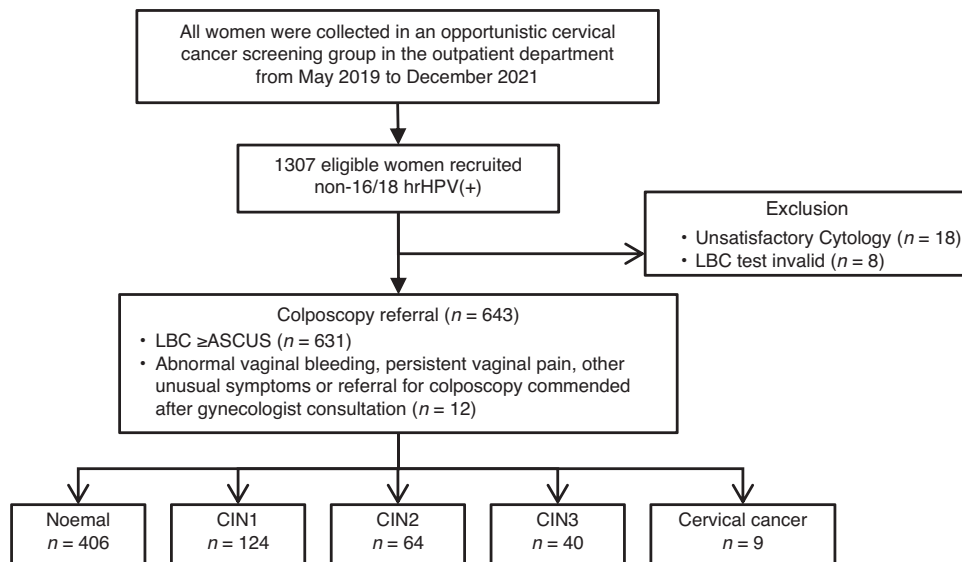 All women were collected in an opportunistic cervical
cancer screening group in the outpatient department
from May 2019 to December 2021
1307 eligible women recruited
non-16/18 hrHPV(+)
Exclusion
• Unsatisfactory Cytology (n = 18)
• LBC test invalid (n = 8)
Colposcopy referral (n = 643)
• LBC ≥ASCUS (n = 631)
• Abnormal vaginal bleeding, persistent vaginal pain, other
unusual symptoms or referral for colposcopy commended
after gynecologist consultation (n = 12)
Noemal
n = 406
CIN1
n = 124
CIN2
n = 64
CIN3
n = 40
Cervical cancer
n = 9